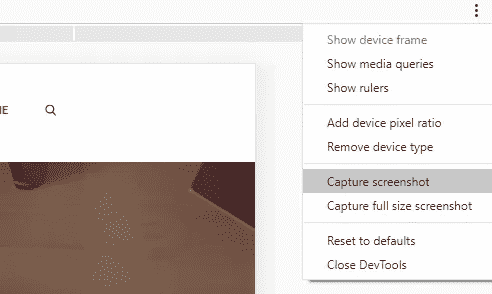 Show device frame
Show media queries
Show rulers
Add device pixel ratio
Remove device type
Capture screenshot
Capture full size screenshot
Reset to defaults
Close DevTools